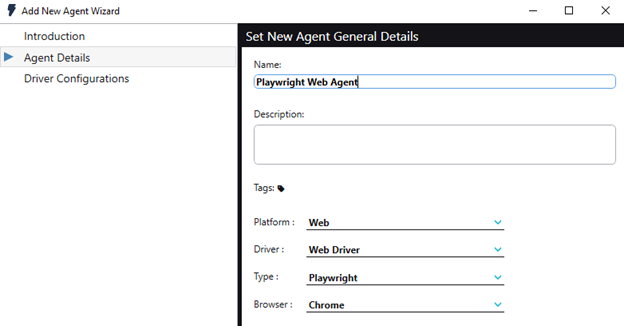 Add New Agent Wizard
Introduction
Agent Details
Driver Configurations
Set New Agent General Details
Name:
Playwright Web Agent
Description:
Tags:
Platform : Web
Driver : Web Driver
Type : Playwright
Browser : Chrome